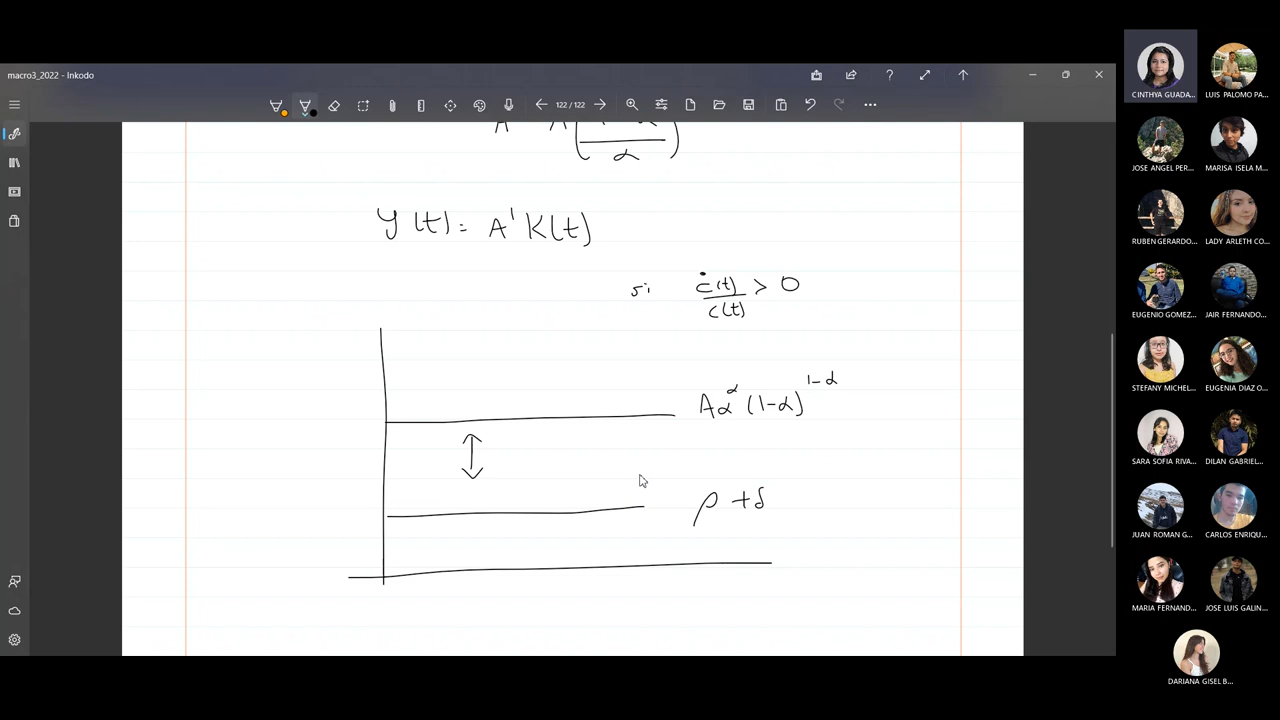 macro3_2022 - Inkodo
122 / 122
α
y(t) = A' K(t)
si ċ(t)/c(t) > 0
Aα^α (1-α)^(1-α)
ρ + δ
CINTHYA GUADA...
LUIS PALOMO PA...
JOSE ANGEL PER...
MARISA ISELA M...
RUBEN GERARDO...
LADY ARLETH CO...
EUGENIO GOMEZ...
JAIR FERNANDO...
STEFANY MICHEL...
EUGENIA DIAZ O...
SARA SOFIA RIVA...
DILAN GABRIEL...
JUAN ROMAN G...
CARLOS ENRIQU...
MARIA FERNAND...
JOSE LUIS GALIN...
DARIANA GISEL B...